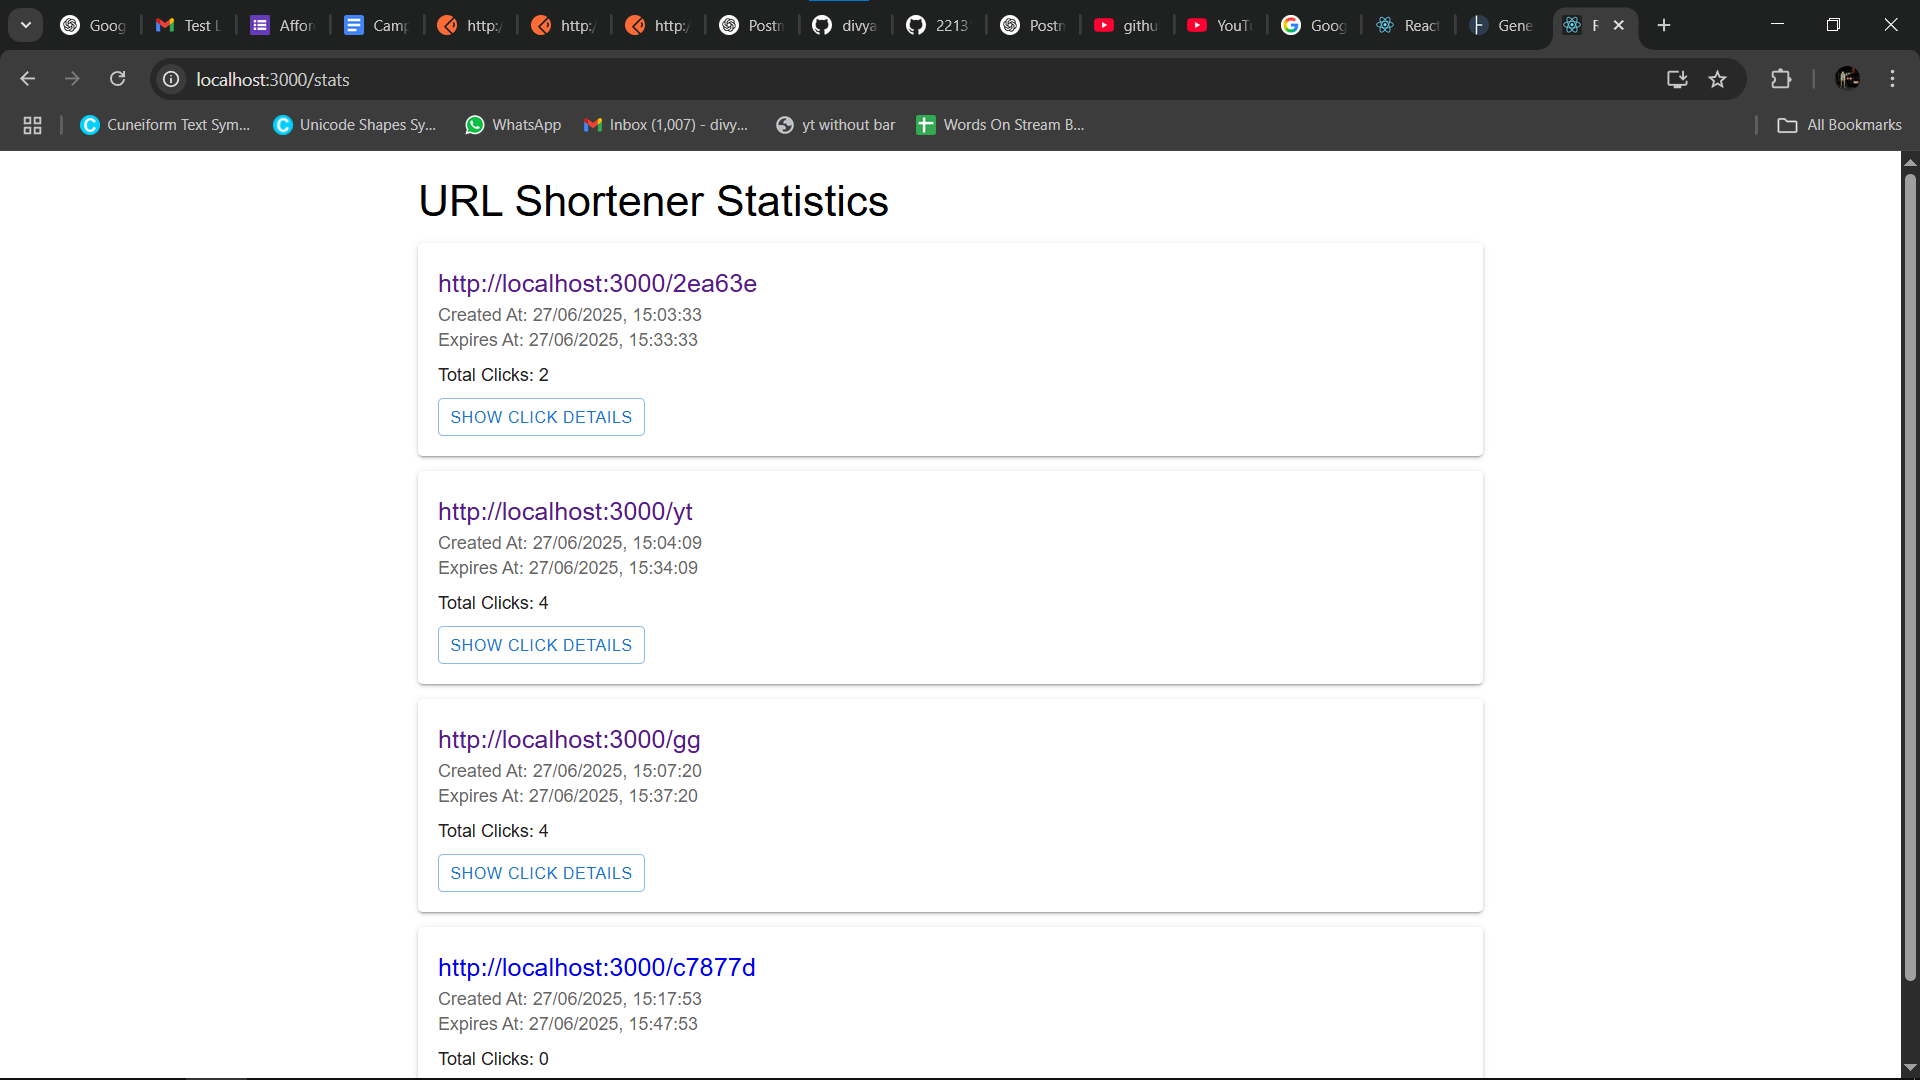 Goog
Test L
Affor
Camp
http:/
http:/
http:/
Postn
divya
2213
Postn
githu
YouTu
Goog
React
Gene
localhost:3000/stats
Cuneiform Text Sym...
Unicode Shapes Sy...
WhatsApp
Inbox (1,007) - divy...
yt without bar
Words On Stream B...
All Bookmarks
URL Shortener Statistics
http://localhost:3000/2ea63e
Created At: 27/06/2025, 15:03:33
Expires At: 27/06/2025, 15:33:33
Total Clicks: 2
SHOW CLICK DETAILS
http://localhost:3000/yt
Created At: 27/06/2025, 15:04:09
Expires At: 27/06/2025, 15:34:09
Total Clicks: 4
SHOW CLICK DETAILS
http://localhost:3000/gg
Created At: 27/06/2025, 15:07:20
Expires At: 27/06/2025, 15:37:20
Total Clicks: 4
SHOW CLICK DETAILS
http://localhost:3000/c7877d
Created At: 27/06/2025, 15:17:53
Expires At: 27/06/2025, 15:47:53
Total Clicks: 0